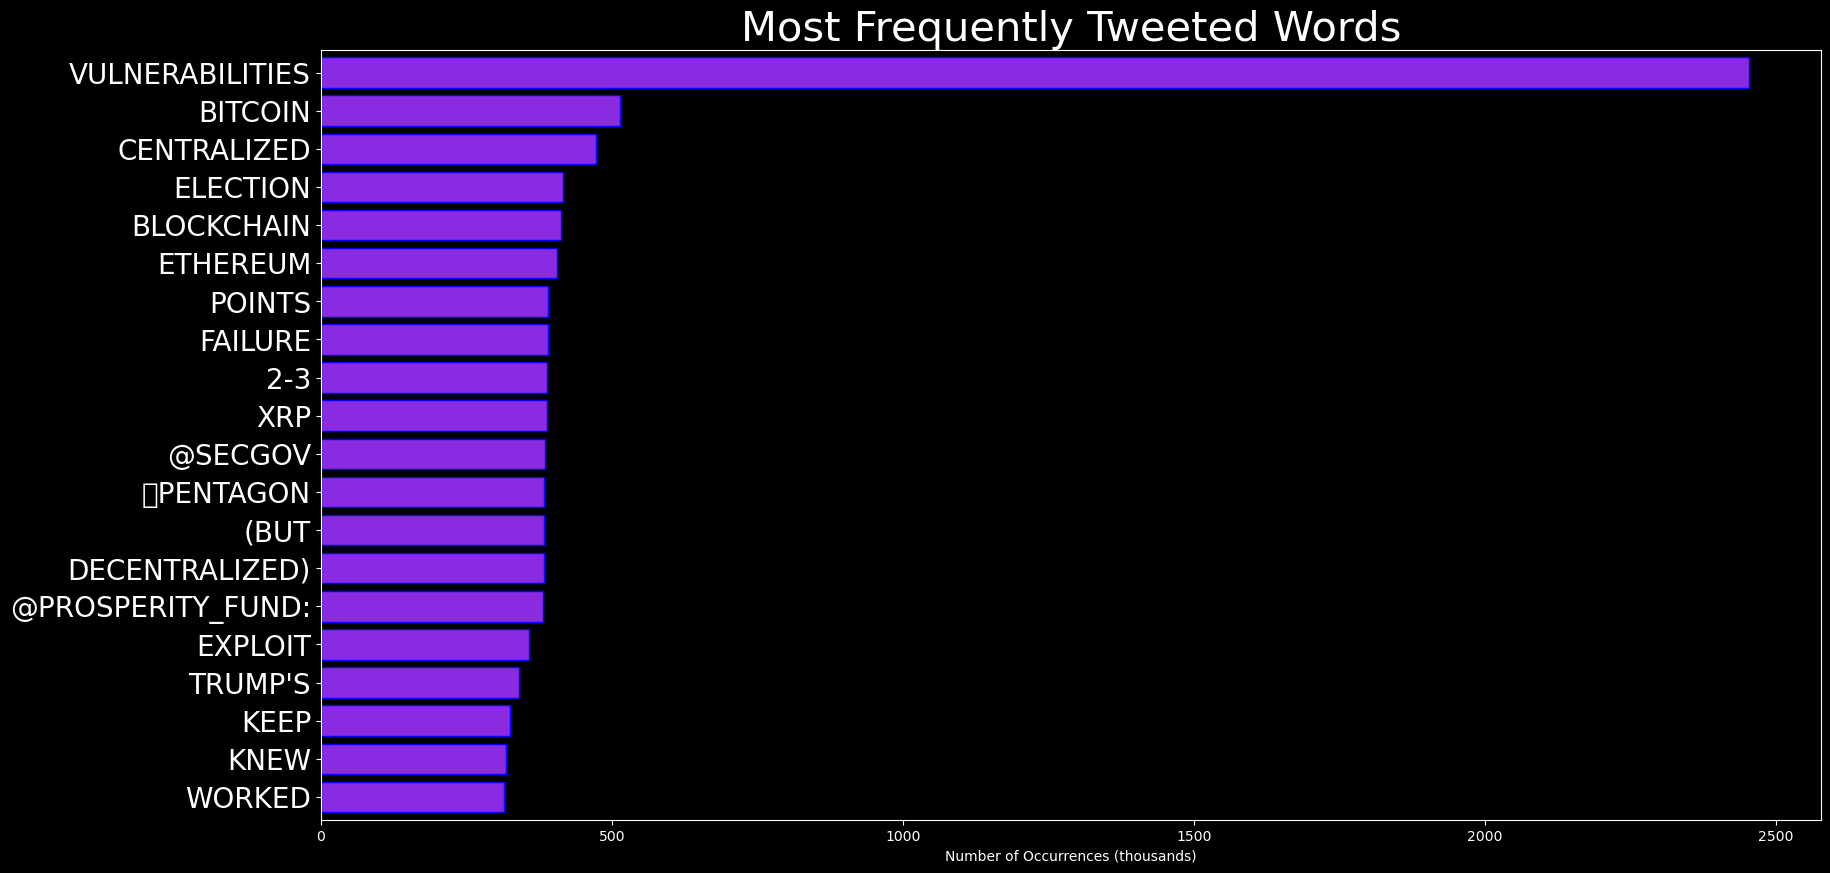 Most Frequently Tweeted Words
VULNERABILITIES
BITCOIN
CENTRALIZED
ELECTION
BLOCKCHAIN
ETHEREUM
POINTS
FAILURE
2-3
XRP
@SECGOV
▯PENTAGON
(BUT
DECENTRALIZED)
@PROSPERITY_FUND:
EXPLOIT
TRUMP'S
KEEP
KNEW
WORKED
0 500 1000 1500 2000 2500
Number of Occurrences (thousands)